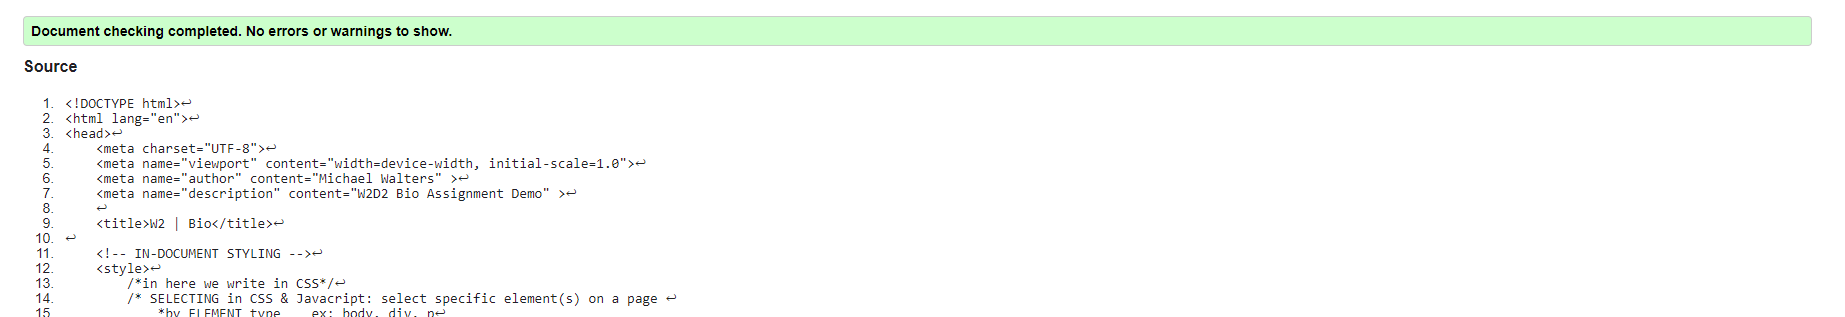 Document checking completed. No errors or warnings to show.
Source
1. <!DOCTYPE html>↩
2. <html lang="en">↩
3. <head>↩
4. <meta charset="UTF-8">↩
5. <meta name="viewport" content="width=device-width, initial-scale=1.0">↩
6. <meta name="author" content="Michael Walters" >↩
7. <meta name="description" content="W2D2 Bio Assignment Demo" >↩
8. ↩
9. <title>W2 | Bio</title>↩
10. ↩
11. <!-- IN-DOCUMENT STYLING -->↩
12. <style>↩
13. /*in here we write in CSS*/↩
14. /* SELECTING in CSS & Javacript: select specific element(s) on a page ↩
15. *by ELEMENT type ex: body, div, p↩